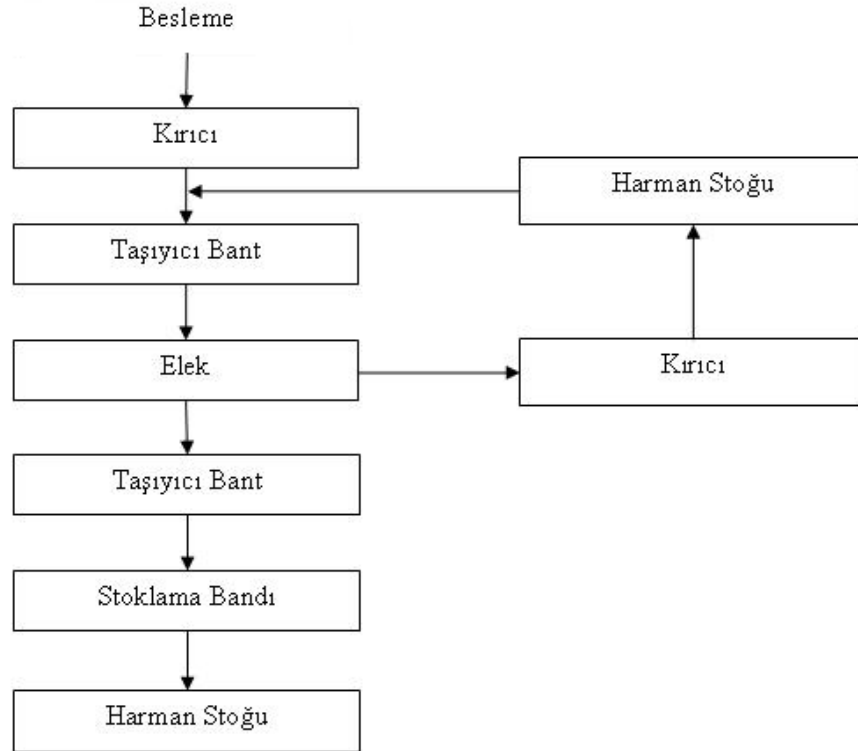 Besleme
Kırıcı
Harman Stoğu
Taşıyıcı Bant
Elek
Kırıcı
Taşıyıcı Bant
Stoklama Bandı
Harman Stoğu